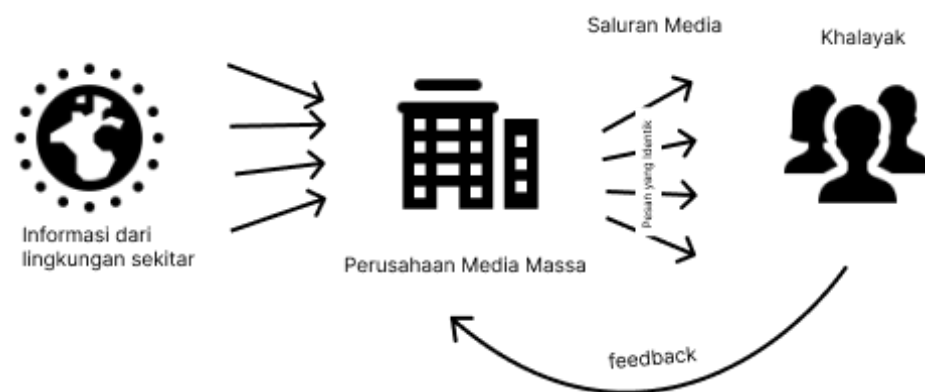 Saluran Media
Khalayak
Pesan yang Identik
Informasi dari
lingkungan sekitar
Perusahaan Media Massa
feedback